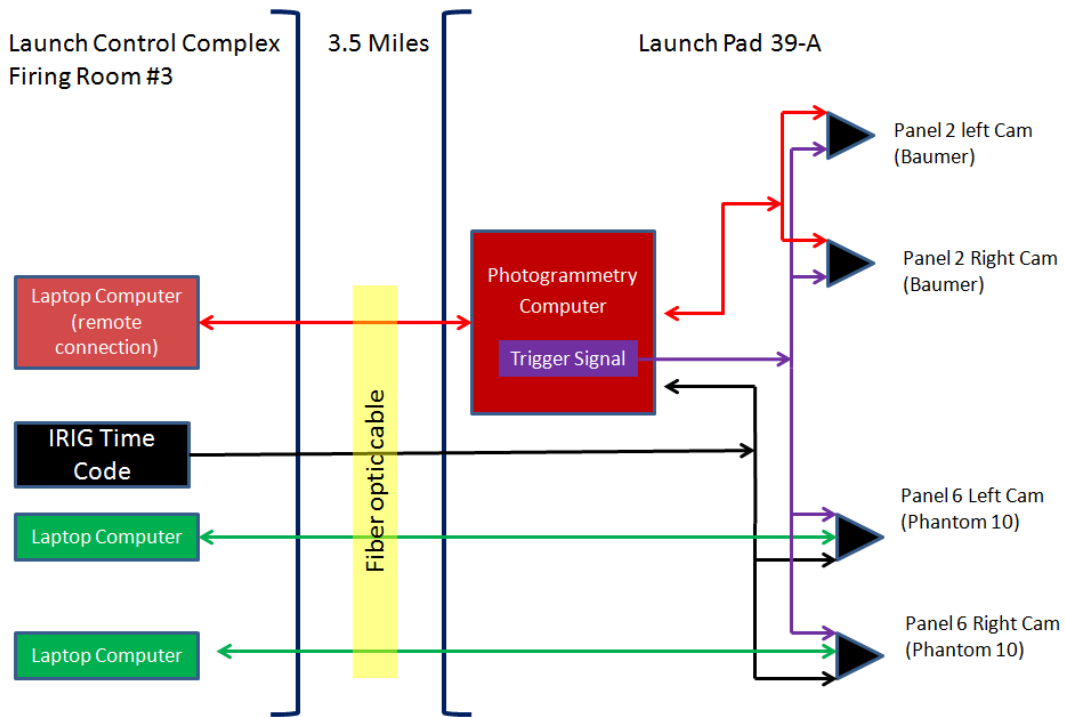 Launch Control Complex
Firing Room #3
3.5 Miles
Launch Pad 39-A
Panel 2 left Cam
(Baumer)
Panel 2 Right Cam
(Baumer)
Photogrammetry
Computer
Trigger Signal
Laptop Computer
(remote
connection)
Fiber optic cable
IRIG Time
Code
Laptop Computer
Panel 6 Left Cam
(Phantom 10)
Laptop Computer
Panel 6 Right Cam
(Phantom 10)